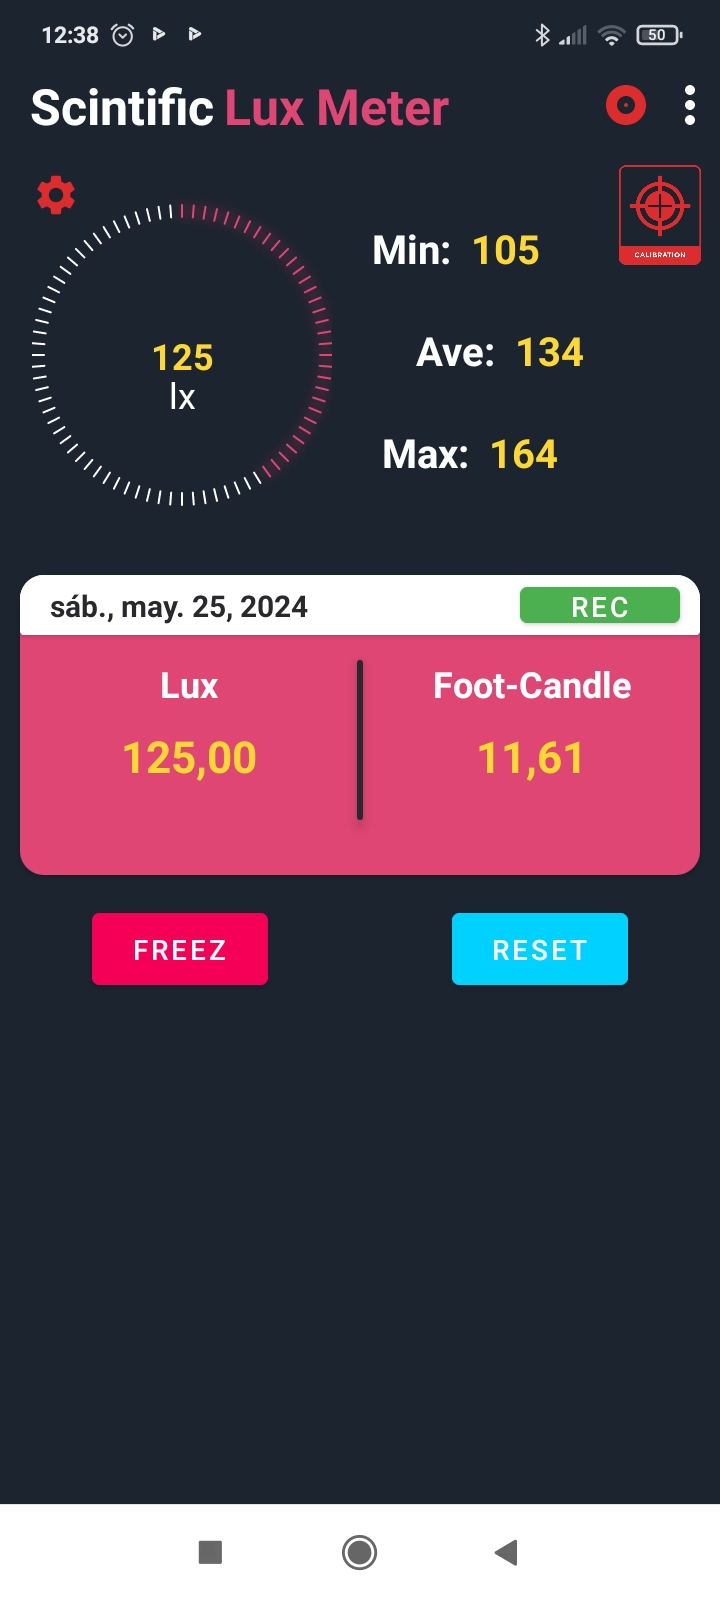 12:38 50
Scintific Lux Meter
CALIBRATION
Min: 105
125
lx
Ave: 134
Max: 164
sáb., may. 25, 2024 REC
Lux Foot-Candle
125,00 11,61
FREEZ RESET